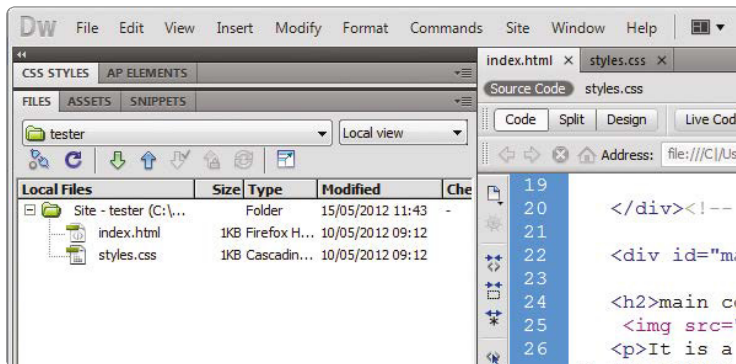 Dw File Edit View Insert Modify Format Commands Site Window Help
CSS STYLES AP ELEMENTS
FILES ASSETS SNIPPETS
tester Local view
Local Files Size Type Modified Che
Site - tester (C:\... Folder 15/05/2012 11:43 -
index.html 1KB Firefox H... 10/05/2012 09:12
styles.css 1KB Cascadin... 10/05/2012 09:12
index.html × styles.css ×
Source Code styles.css
Code Split Design Live Cod
Address: file:///C|/Us
19
20 </div><!--
21
22 <div id="ma
23
24 <h2>main co
25 <img src="
26 <p>It is a